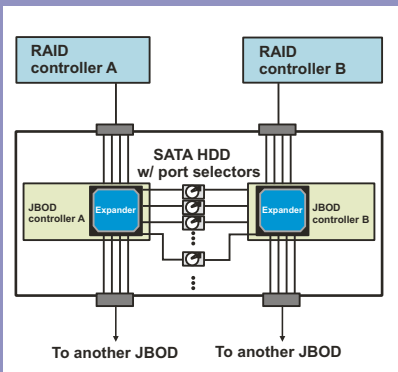 RAID
controller A
RAID
controller B
SATA HDD
w/ port selectors
JBOD
controller A
Expander
Expander
JBOD
controller B
To another JBOD
To another JBOD